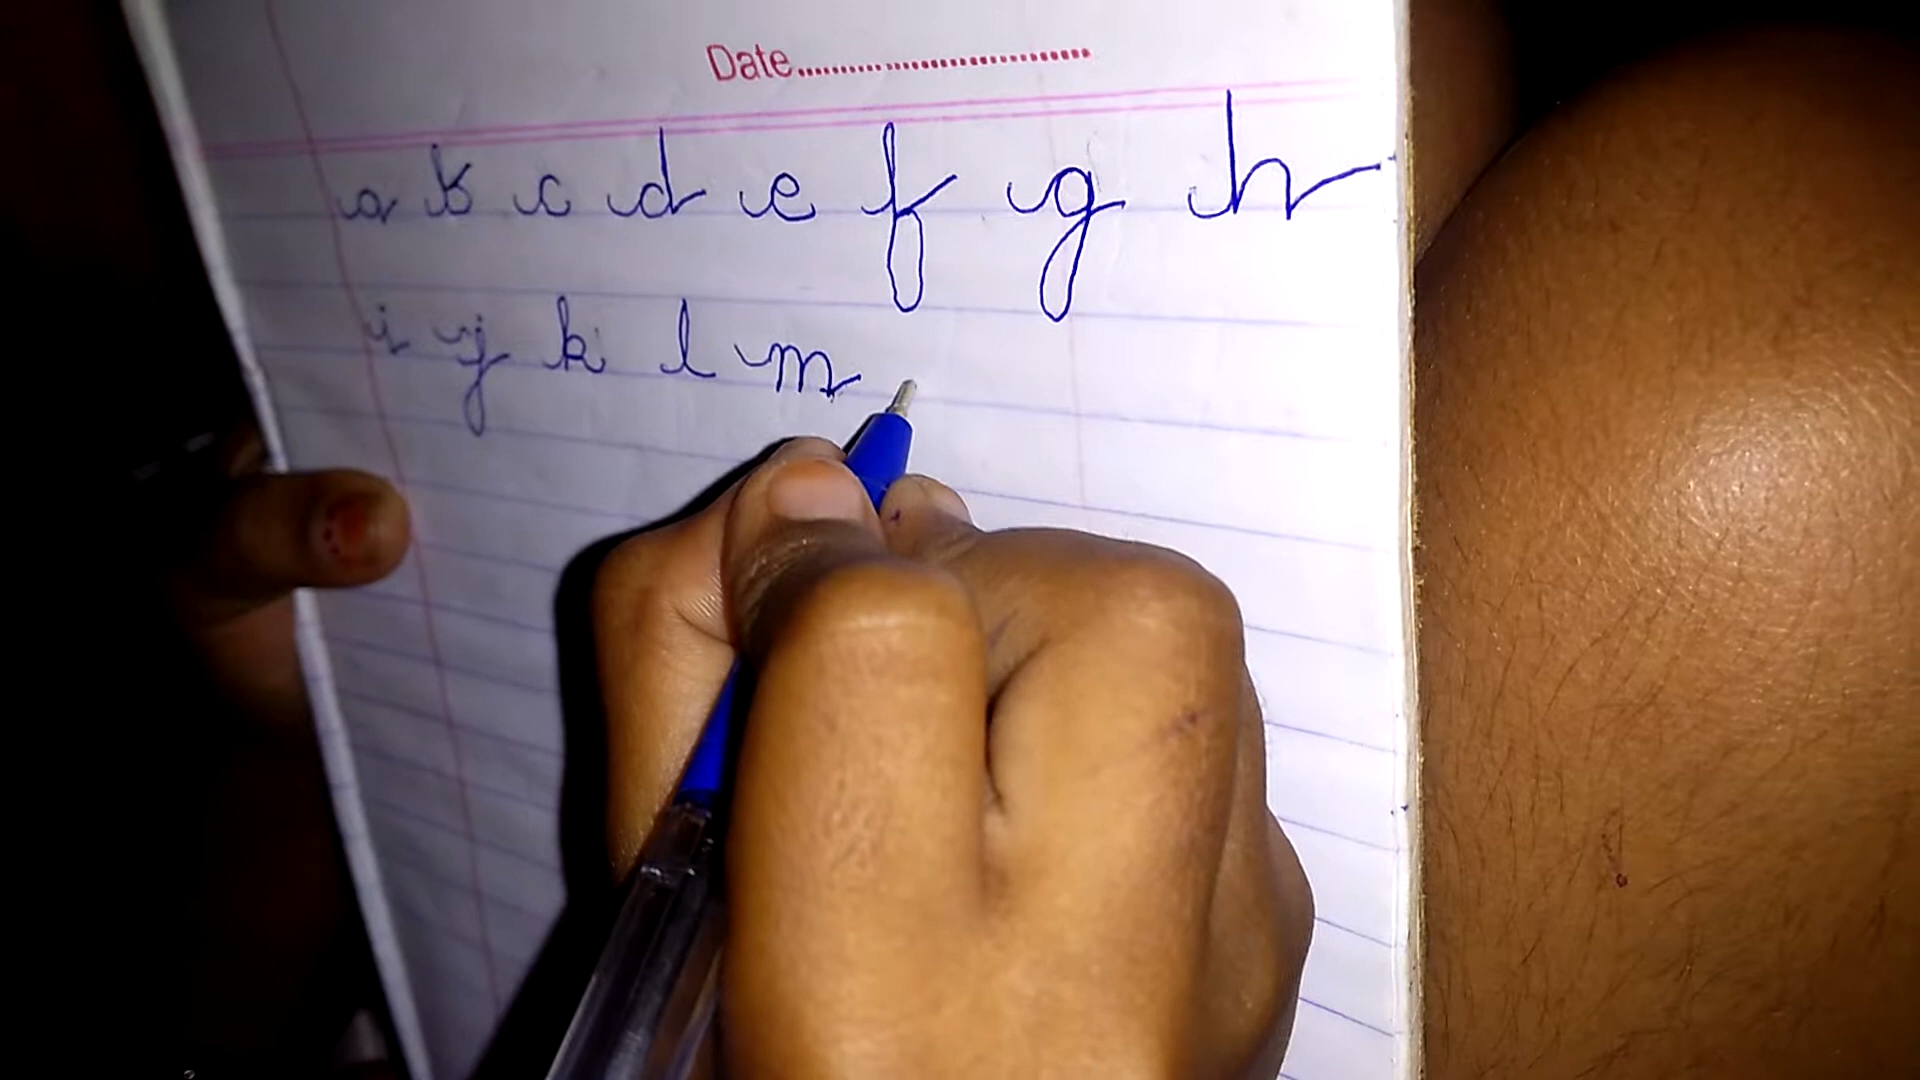 Date........................................
a b c d e f g h
i j k l m